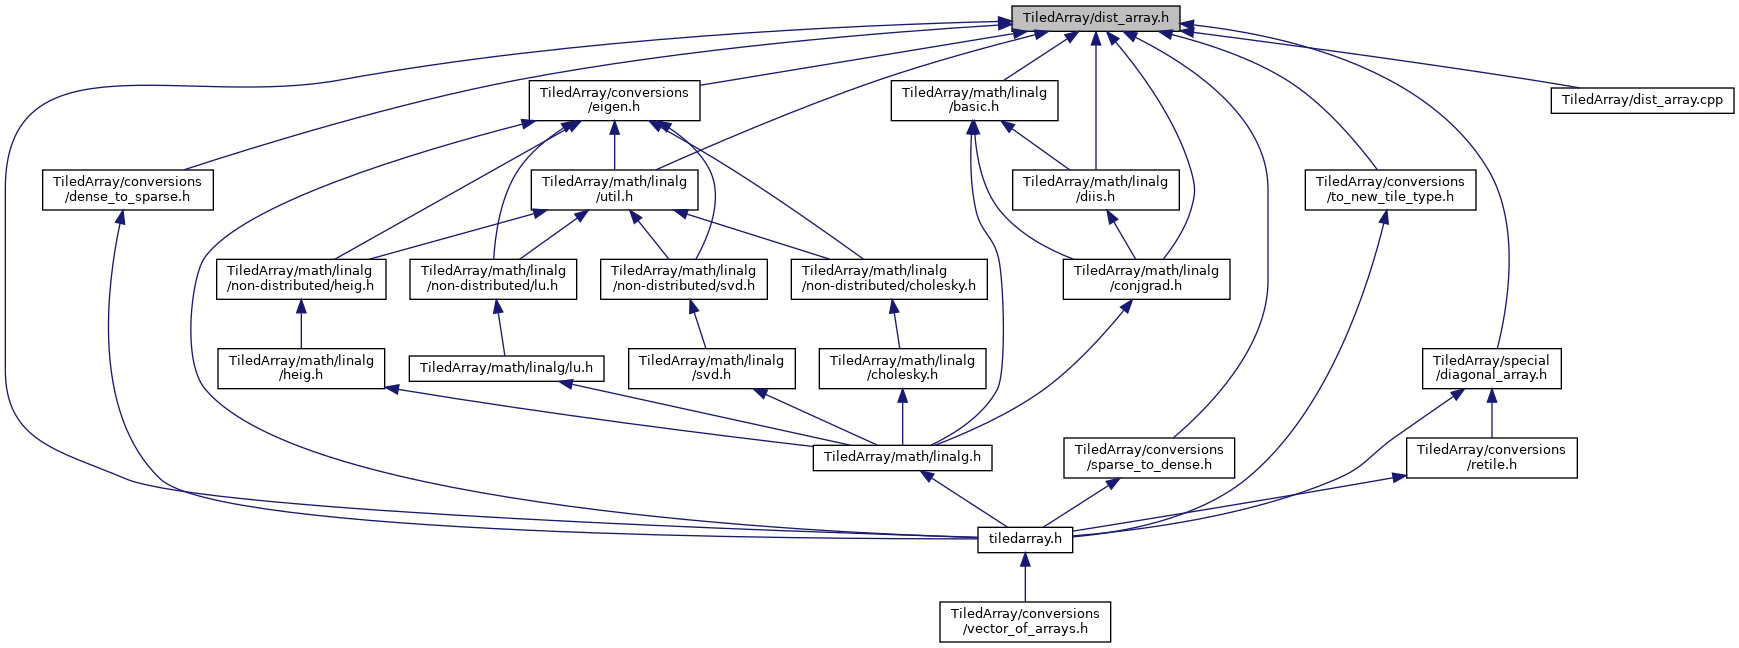 TiledArray/dist_array.h
TiledArray/conversions
/eigen.h
TiledArray/math/linalg
/basic.h
TiledArray/dist_array.cpp
TiledArray/conversions
/dense_to_sparse.h
TiledArray/math/linalg
/util.h
TiledArray/math/linalg
/diis.h
TiledArray/conversions
/to_new_tile_type.h
TiledArray/math/linalg
/non-distributed/heig.h
TiledArray/math/linalg
/non-distributed/lu.h
TiledArray/math/linalg
/non-distributed/svd.h
TiledArray/math/linalg
/non-distributed/cholesky.h
TiledArray/math/linalg
/conjgrad.h
TiledArray/math/linalg
/heig.h
TiledArray/math/linalg/lu.h
TiledArray/math/linalg
/svd.h
TiledArray/math/linalg
/cholesky.h
TiledArray/special
/diagonal_array.h
TiledArray/math/linalg.h
TiledArray/conversions
/sparse_to_dense.h
TiledArray/conversions
/retile.h
tiledarray.h
TiledArray/conversions
/vector_of_arrays.h